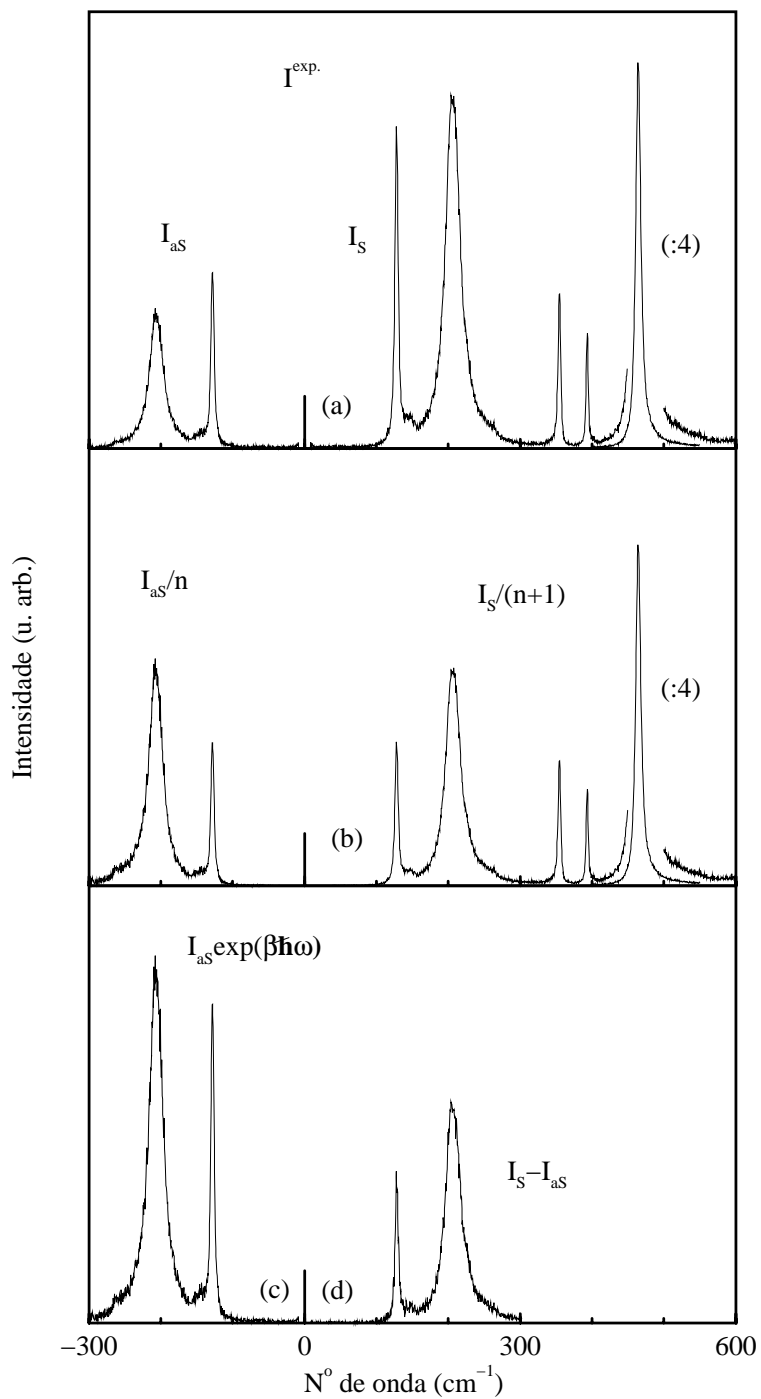 I^exp.
I_aS
I_S
(:4)
(a)
I_aS/n
I_S/(n+1)
(:4)
(b)
I_aS exp(βħω)
I_S−I_aS
(c)
(d)
−300
0
300
600
Nº de onda (cm⁻¹)
Intensidade (u. arb.)